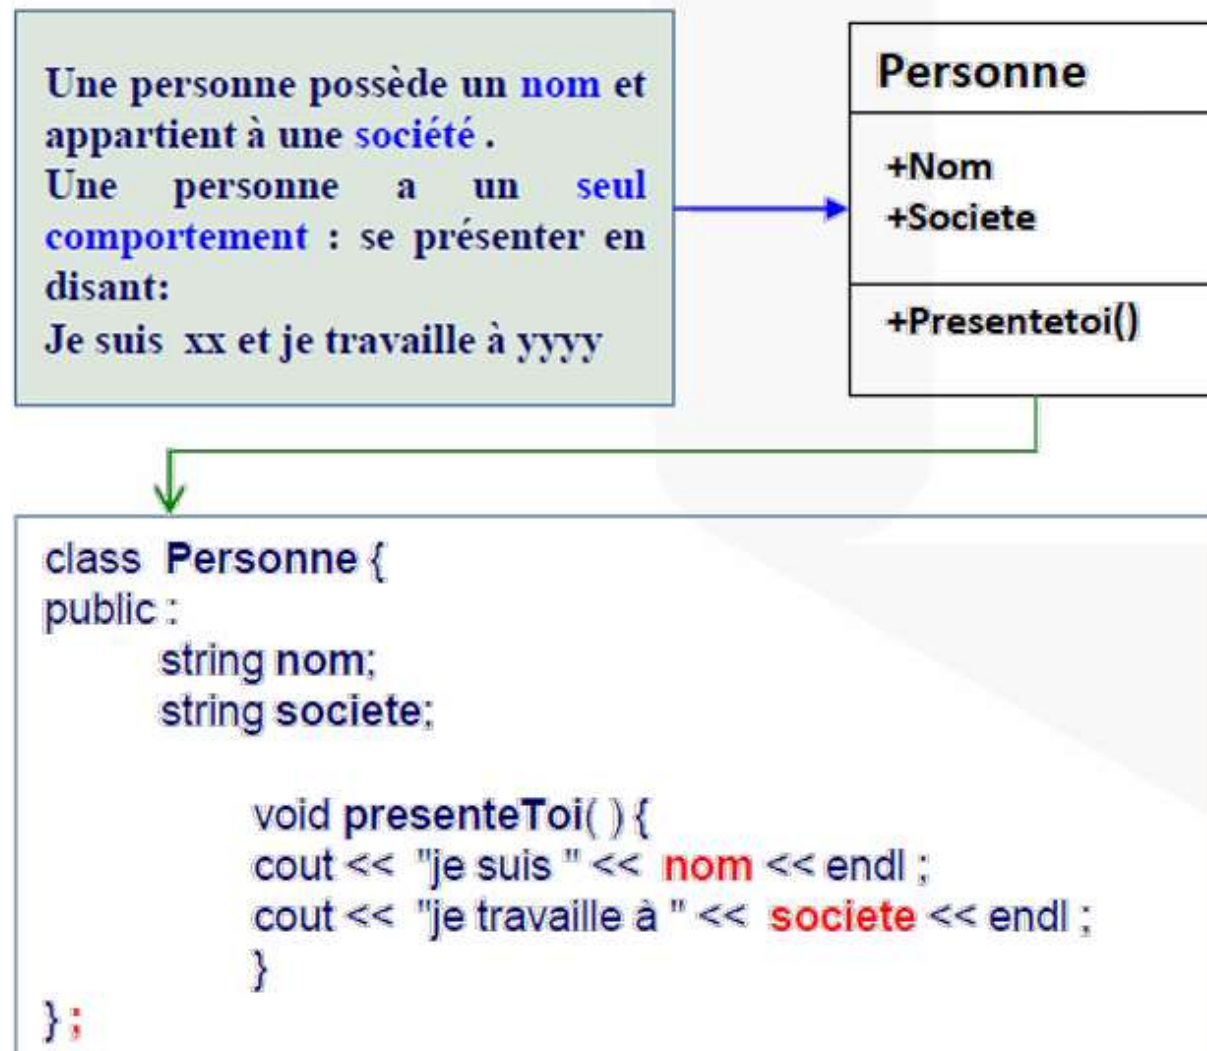 Une personne possède un nom et
appartient à une société .
Une personne a un seul
comportement : se présenter en
disant:
Je suis xx et je travaille à yyyy
Personne
+Nom
+Societe
+Presentetoi()
class Personne {
public :
string nom;
string societe;
void presenteToi( ) {
cout << "je suis " << nom << endl ;
cout << "je travaille à " << societe << endl ;
}
} ;